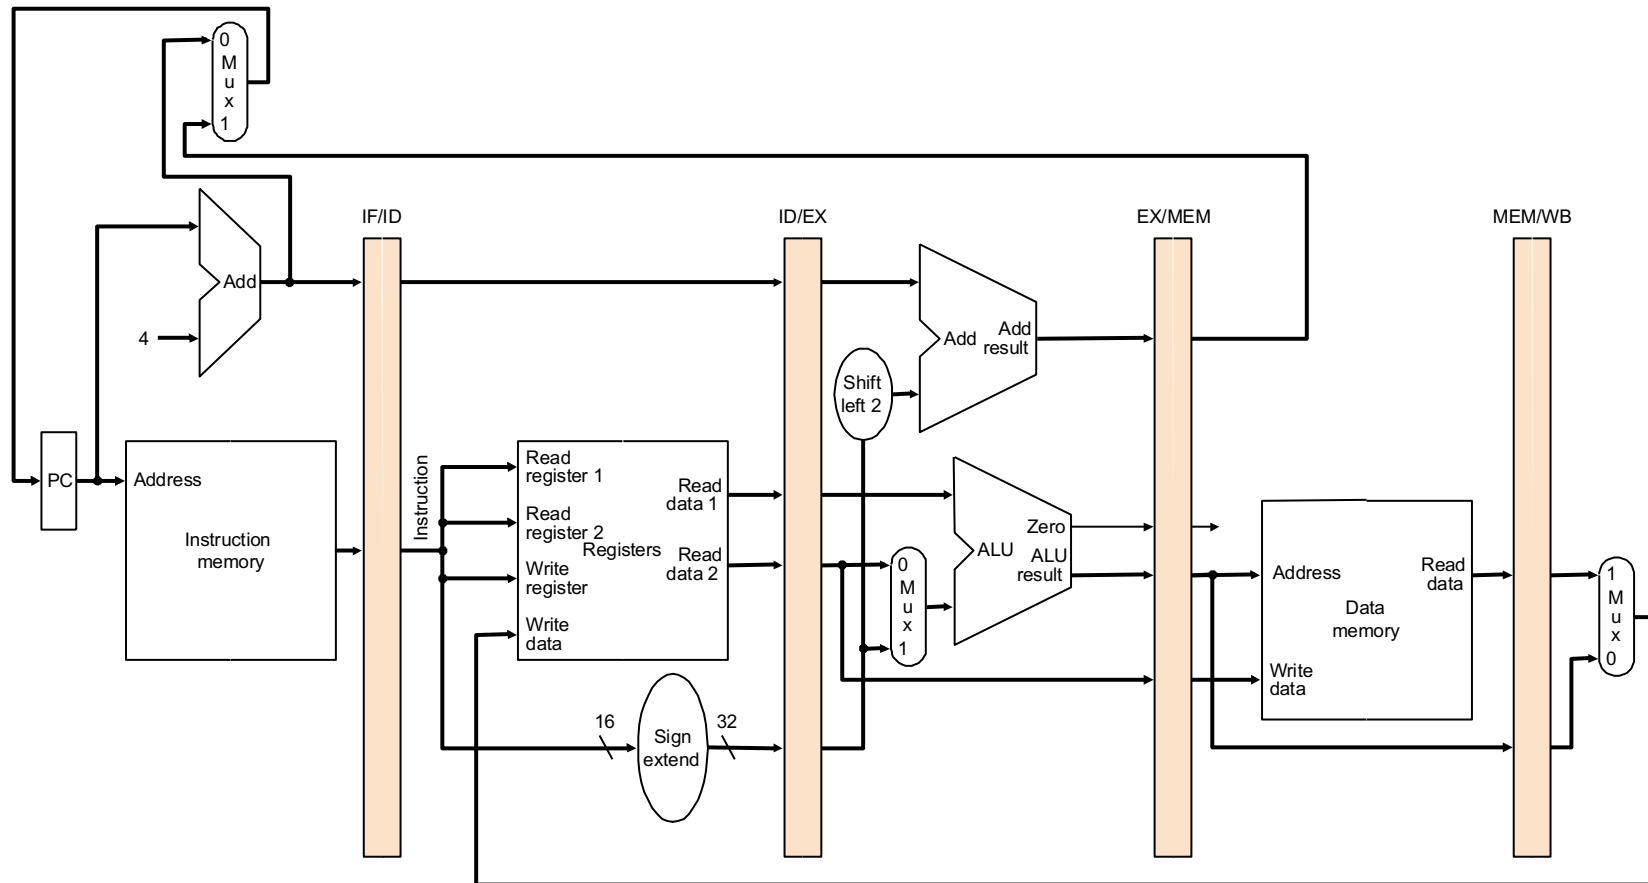 0
M
u
x
1
IF/ID
ID/EX
EX/MEM
MEM/WB
Add
4
Add
Add
result
Shift
left 2
PC
Address
Instruction
memory
Instruction
Read
register 1
Read
register 2
Write
register
Write
data
Registers
Read
data 1
Read
data 2
16
Sign
extend
32
0
M
u
x
1
Zero
ALU
ALU
result
Address
Read
data
Data
memory
Write
data
1
M
u
x
0